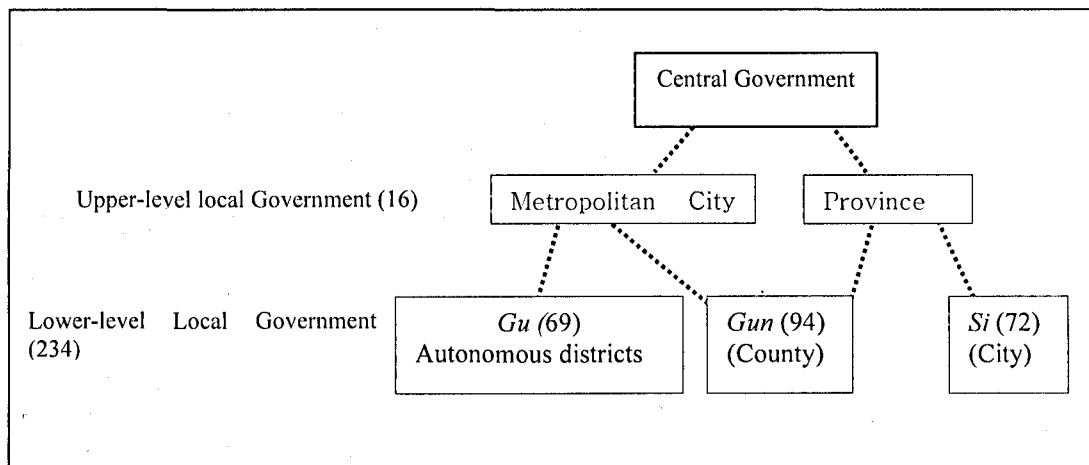 Central Government
Upper-level local Government (16)
Metropolitan City
Province
Lower-level Local Government
(234)
Gu (69)
Autonomous districts
Gun (94)
(County)
Si (72)
(City)